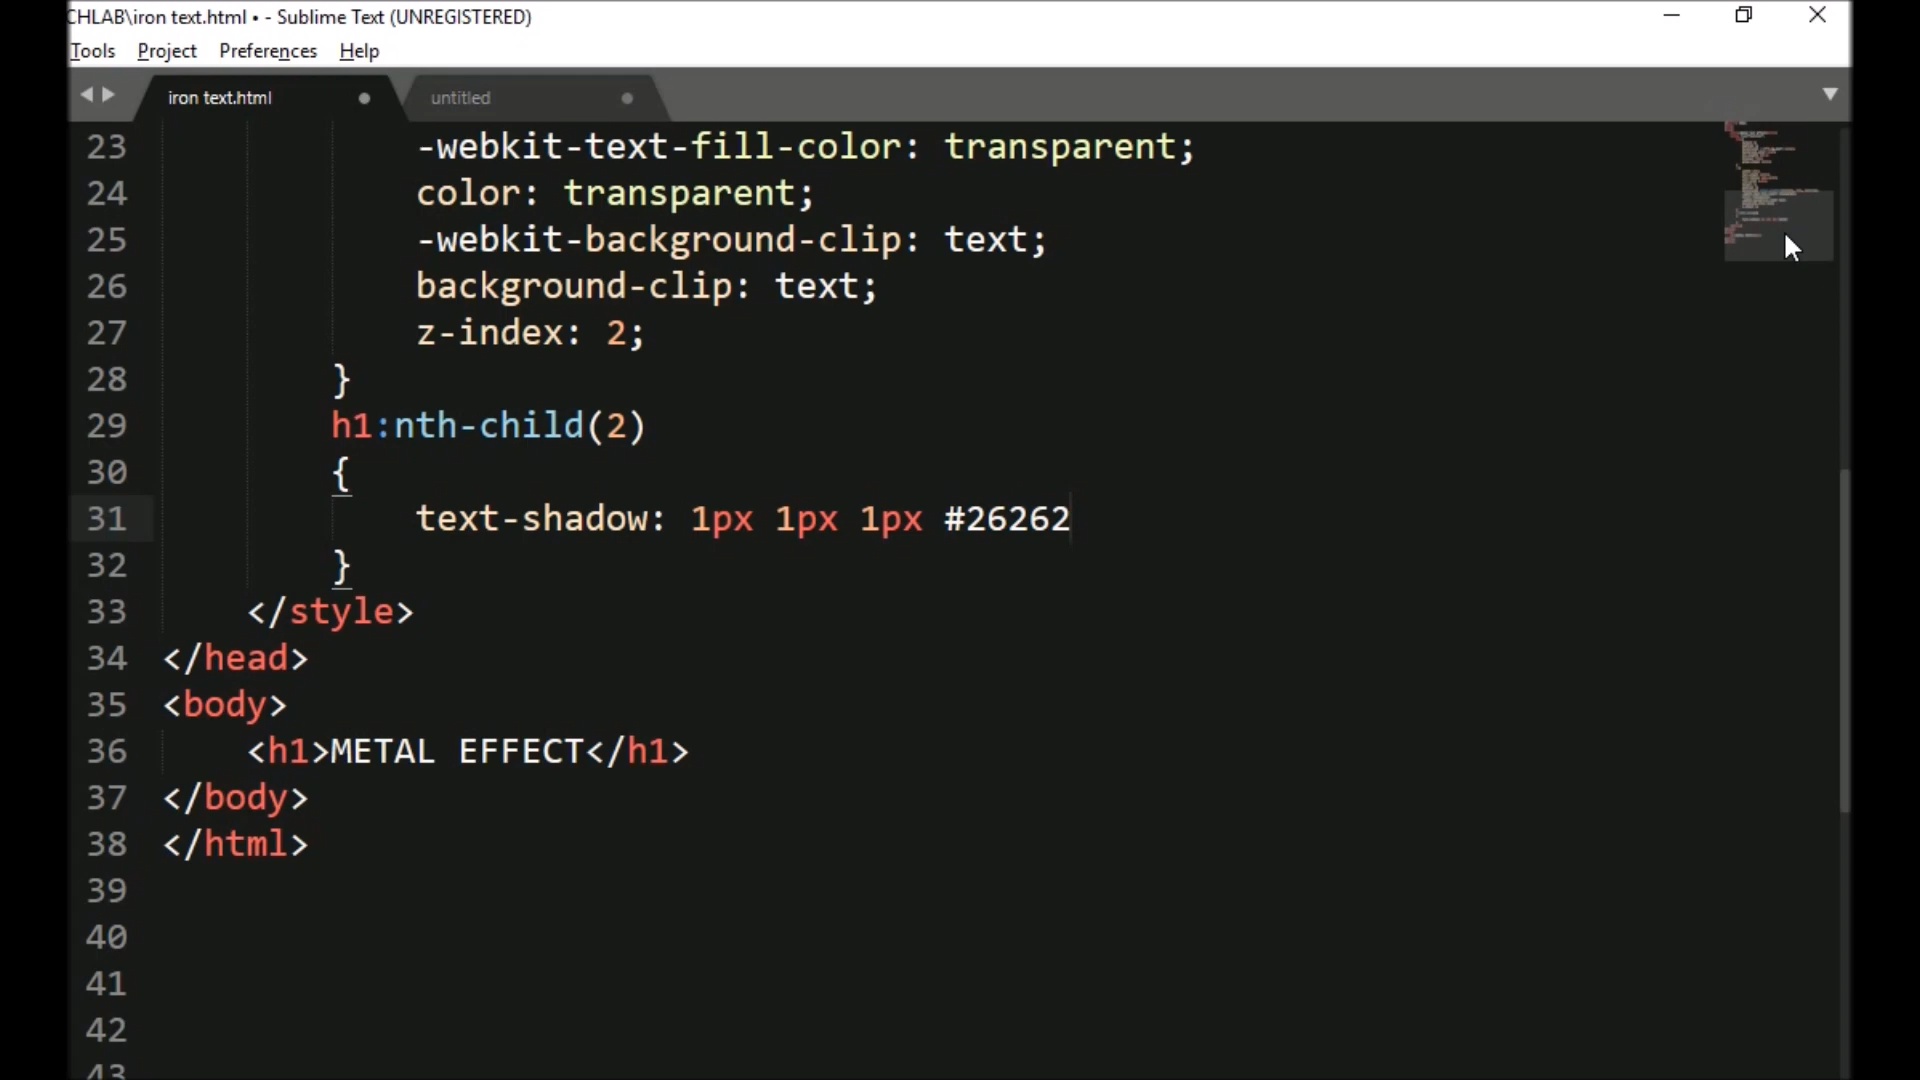 CHLAB\iron text.html • - Sublime Text (UNREGISTERED)
Tools Project Preferences Help
iron text.html untitled
23 -webkit-text-fill-color: transparent;
24 color: transparent;
25 -webkit-background-clip: text;
26 background-clip: text;
27 z-index: 2;
28 }
29 h1:nth-child(2)
30 {
31 text-shadow: 1px 1px 1px #26262
32 }
33 </style>
34 </head>
35 <body>
36 <h1>METAL EFFECT</h1>
37 </body>
38 </html>
39
40
41
42
43